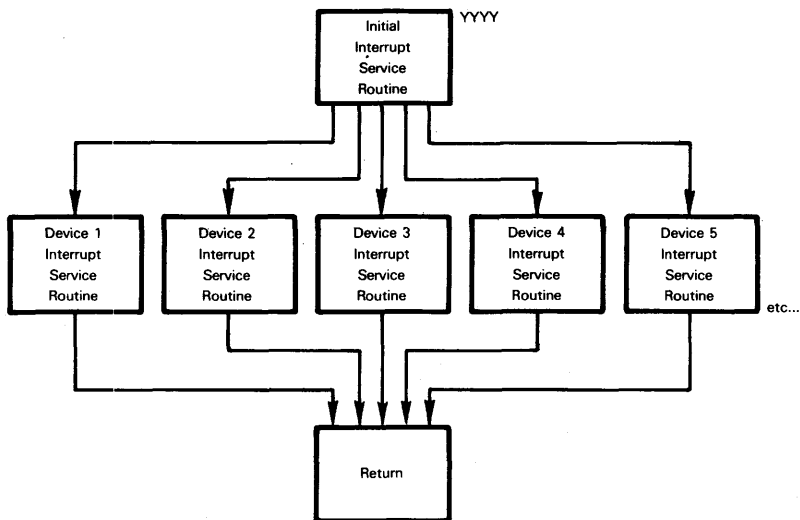 Initial
Interrupt
Service
Routine
YYYY
Device 1
Interrupt
Service
Routine
Device 2
Interrupt
Service
Routine
Device 3
Interrupt
Service
Routine
Device 4
Interrupt
Service
Routine
Device 5
Interrupt
Service
Routine
etc...
Return